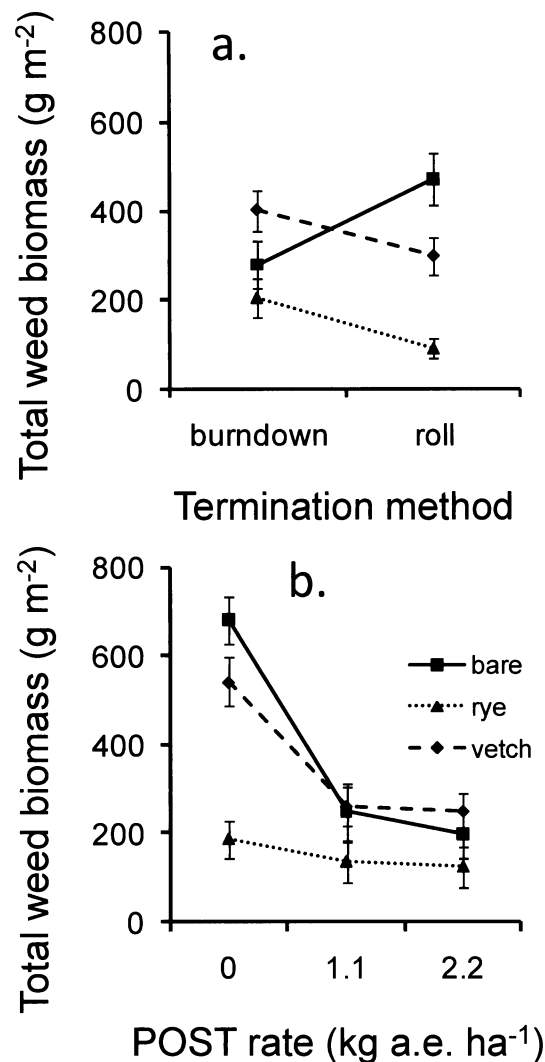 a.
Total weed biomass (g m-2)
800
600
400
200
0
burndown roll
Termination method
b.
Total weed biomass (g m-2)
800
600
400
200
0
bare
rye
vetch
0 1.1 2.2
POST rate (kg a.e. ha-1)